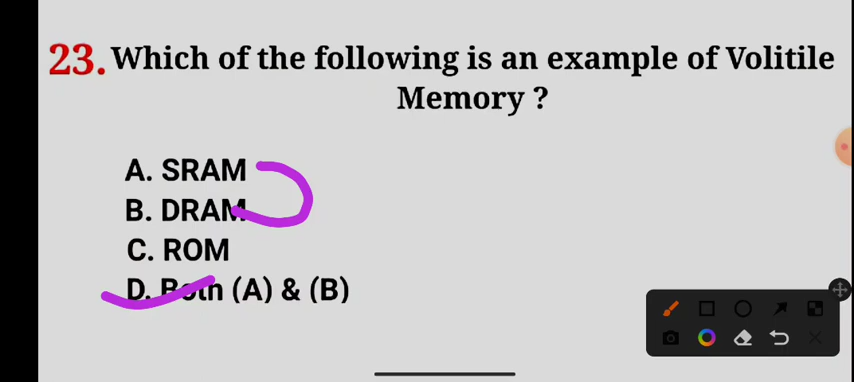 23. Which of the following is an example of Volitile
Memory ?
A. SRAM
B. DRAM
C. ROM
D. Both (A) & (B)